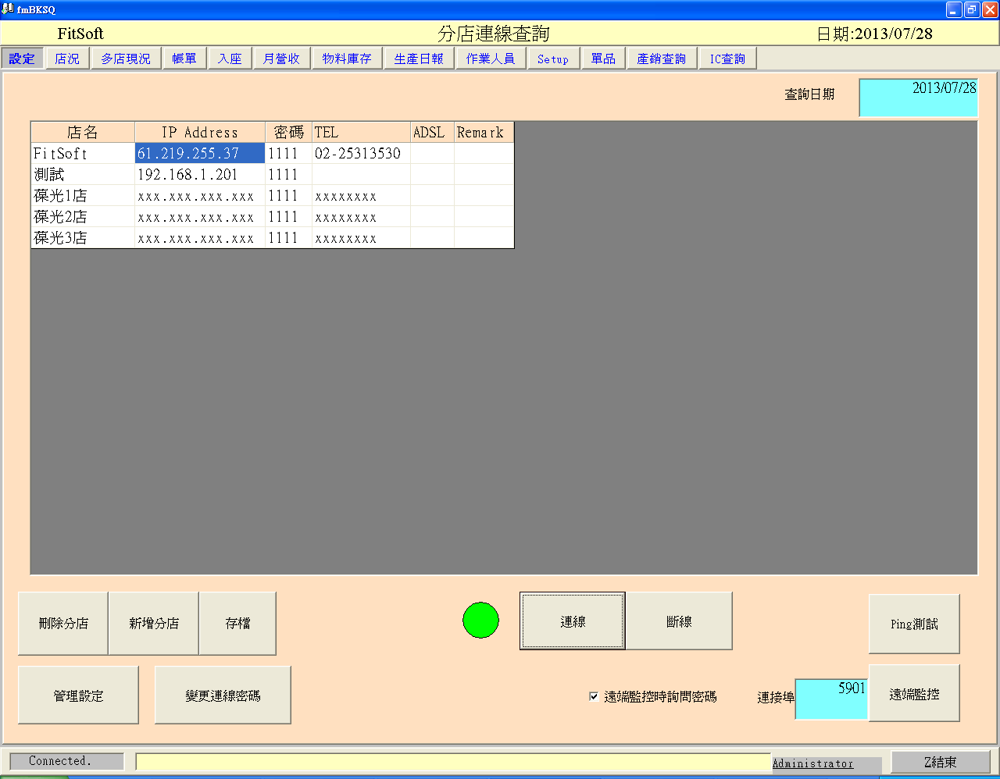 fmBKSQ
FitSoft 分店連線查詢 日期:2013/07/28
設定 店況 多店現況 帳單 入座 月營收 物料庫存 生產日報 作業人員 Setup 單品 產銷查詢 IC查詢
查詢日期 2013/07/28
店名 IP Address 密碼 TEL ADSL Remark
FitSoft 61.219.255.37 1111 02-25313530
測試 192.168.1.201 1111
葆光1店 xxx.xxx.xxx.xxx 1111 xxxxxxxx
葆光2店 xxx.xxx.xxx.xxx 1111 xxxxxxxx
葆光3店 xxx.xxx.xxx.xxx 1111 xxxxxxxx
刪除分店 新增分店 存檔 連線 斷線 Ping測試
管理設定 變更連線密碼 遠端監控時詢問密碼 連接埠 5901 遠端監控
Connected. Administrator Z結束